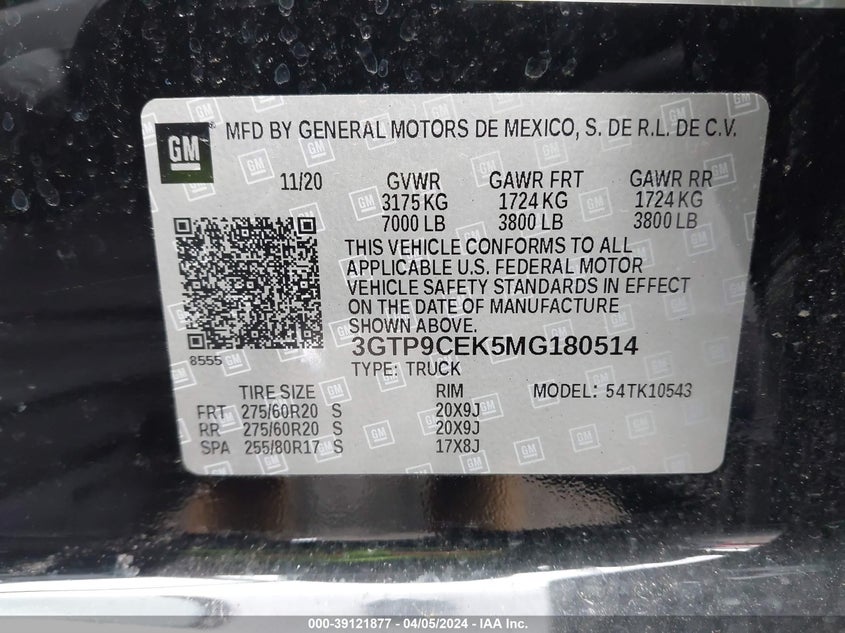 GM MFD BY GENERAL MOTORS DE MEXICO, S. DE R.L. DE C.V.
11/20 GVWR GAWR FRT GAWR RR
3175 KG 1724 KG 1724 KG
7000 LB 3800 LB 3800 LB
THIS VEHICLE CONFORMS TO ALL
APPLICABLE U.S. FEDERAL MOTOR
VEHICLE SAFETY STANDARDS IN EFFECT
ON THE DATE OF MANUFACTURE
SHOWN ABOVE.
8555 3GTP9CEK5MG180514
TYPE: TRUCK
TIRE SIZE RIM MODEL: 54TK10543
FRT 275/60R20 S 20X9J
RR 275/60R20 S 20X9J
SPA 255/80R17 S 17X8J
000-39121877 - 04/05/2024 - IAA Inc.